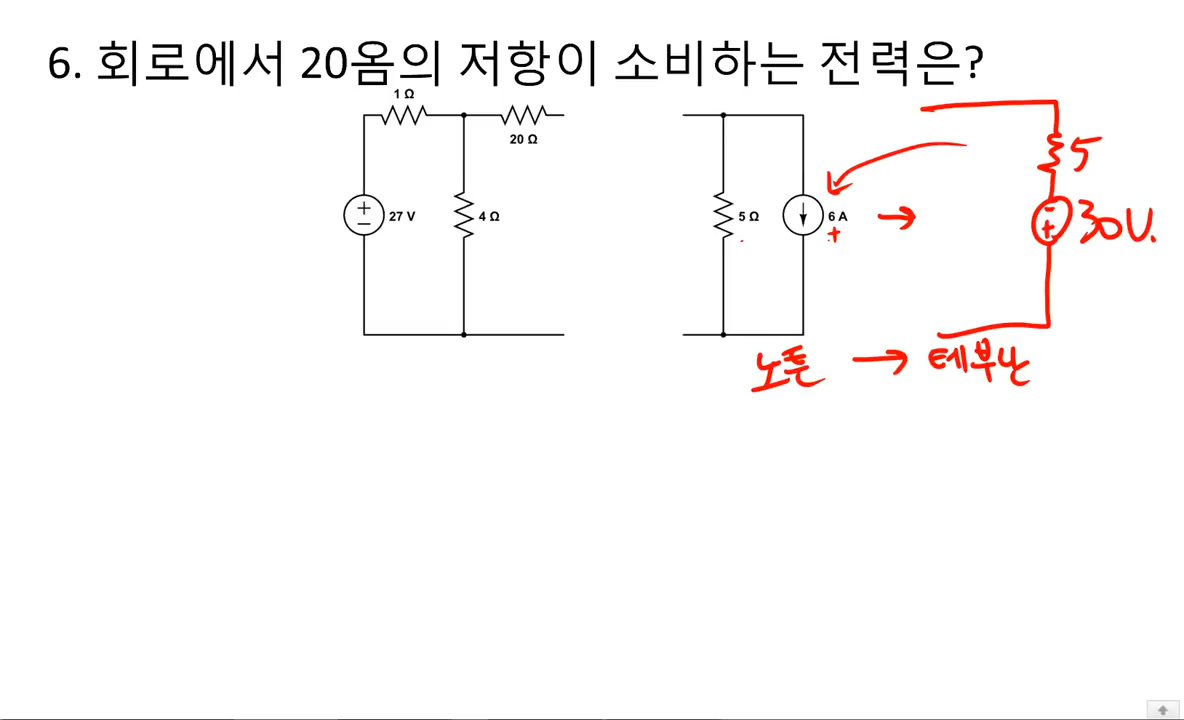 6. 회로에서 20옴의 저항이 소비하는 전력은?
1 Ω
20 Ω
27 V
4 Ω
5 Ω
6 A
+
5
30V.
노튼 → 테부난